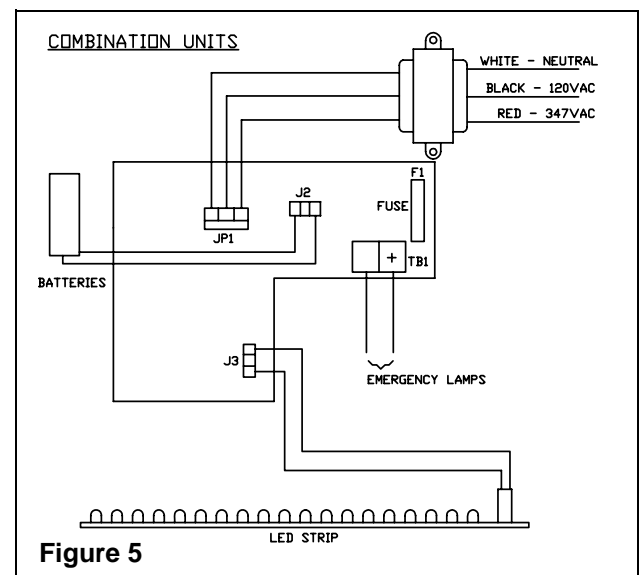 COMBINATION UNITS
WHITE - NEUTRAL
BLACK - 120VAC
RED - 347VAC
F1
J2
FUSE
JP1
+
TB1
BATTERIES
J3
EMERGENCY LAMPS
LED STRIP
Figure 5